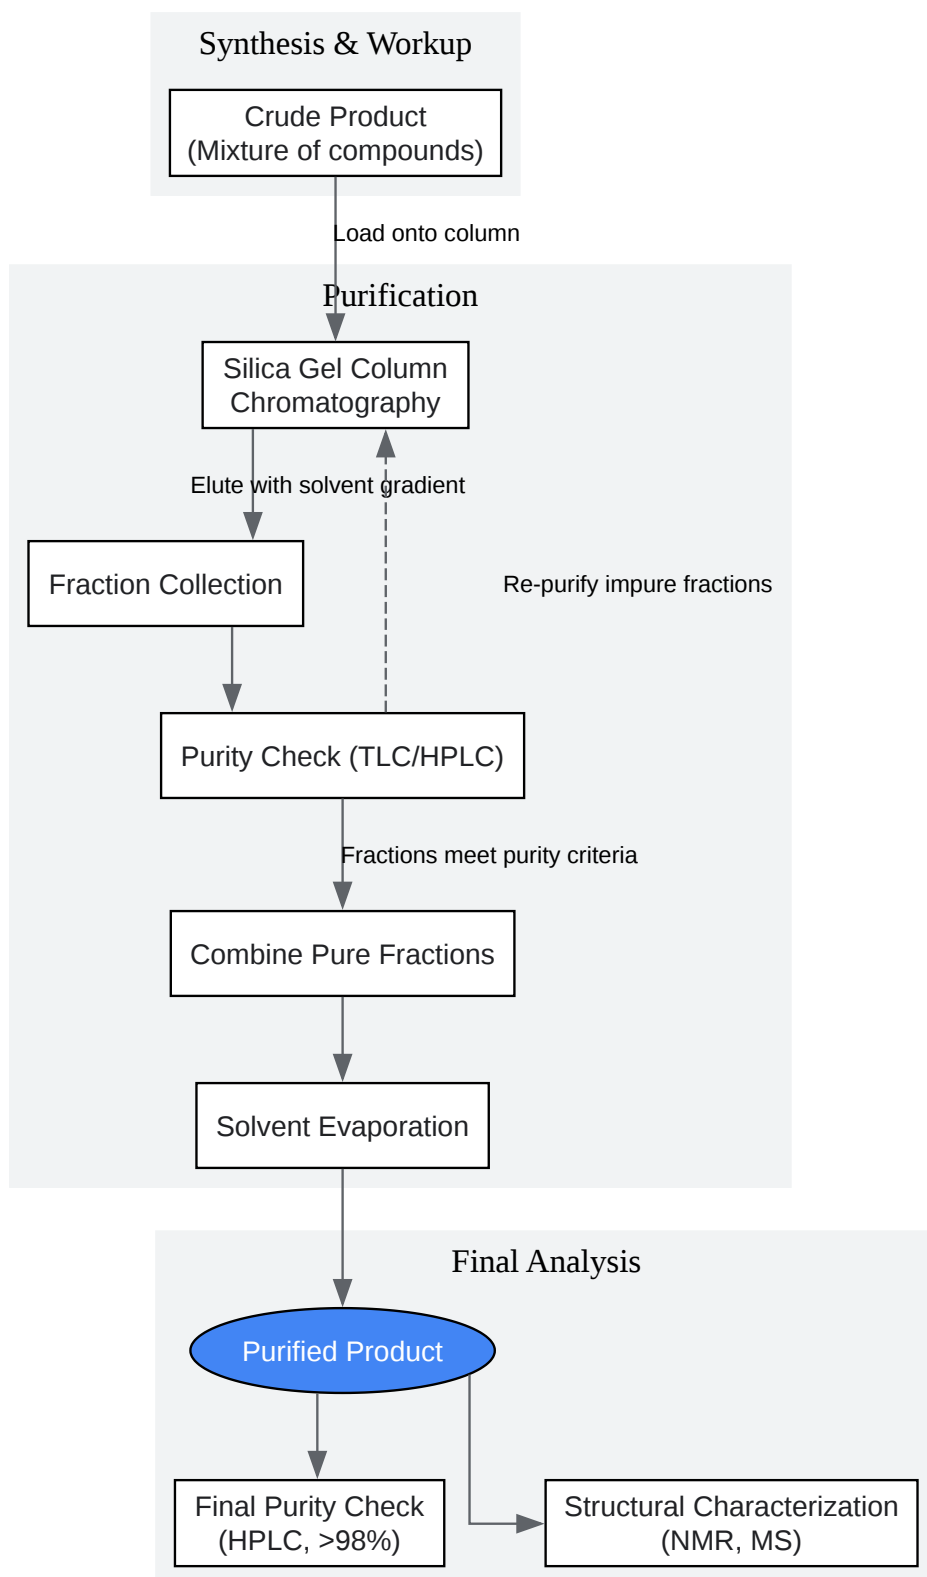 Synthesis & Workup
Crude Product
(Mixture of compounds)
Load onto column
Purification
Silica Gel Column
Chromatography
Elute with solvent gradient
Fraction Collection
Re-purify impure fractions
Purity Check (TLC/HPLC)
Fractions meet purity criteria
Combine Pure Fractions
Solvent Evaporation
Final Analysis
Purified Product
Final Purity Check
(HPLC, >98%)
Structural Characterization
(NMR, MS)